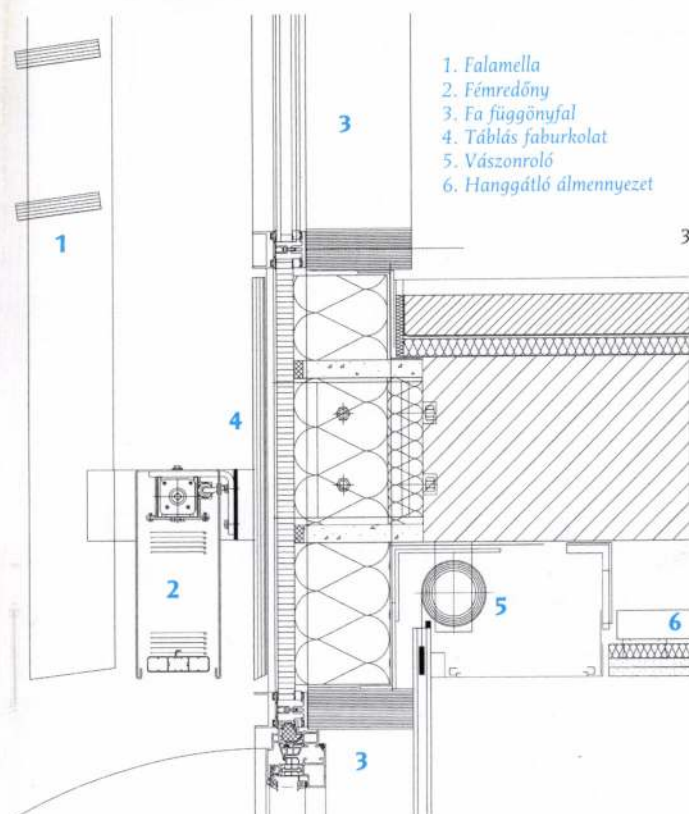 1. Falamella
2. Fémredőny
3. Fa függönyfal
4. Táblás faburkolat
5. Vászonroló
6. Hanggátló álmennyezet
3
3
1
4
2
5
6
3